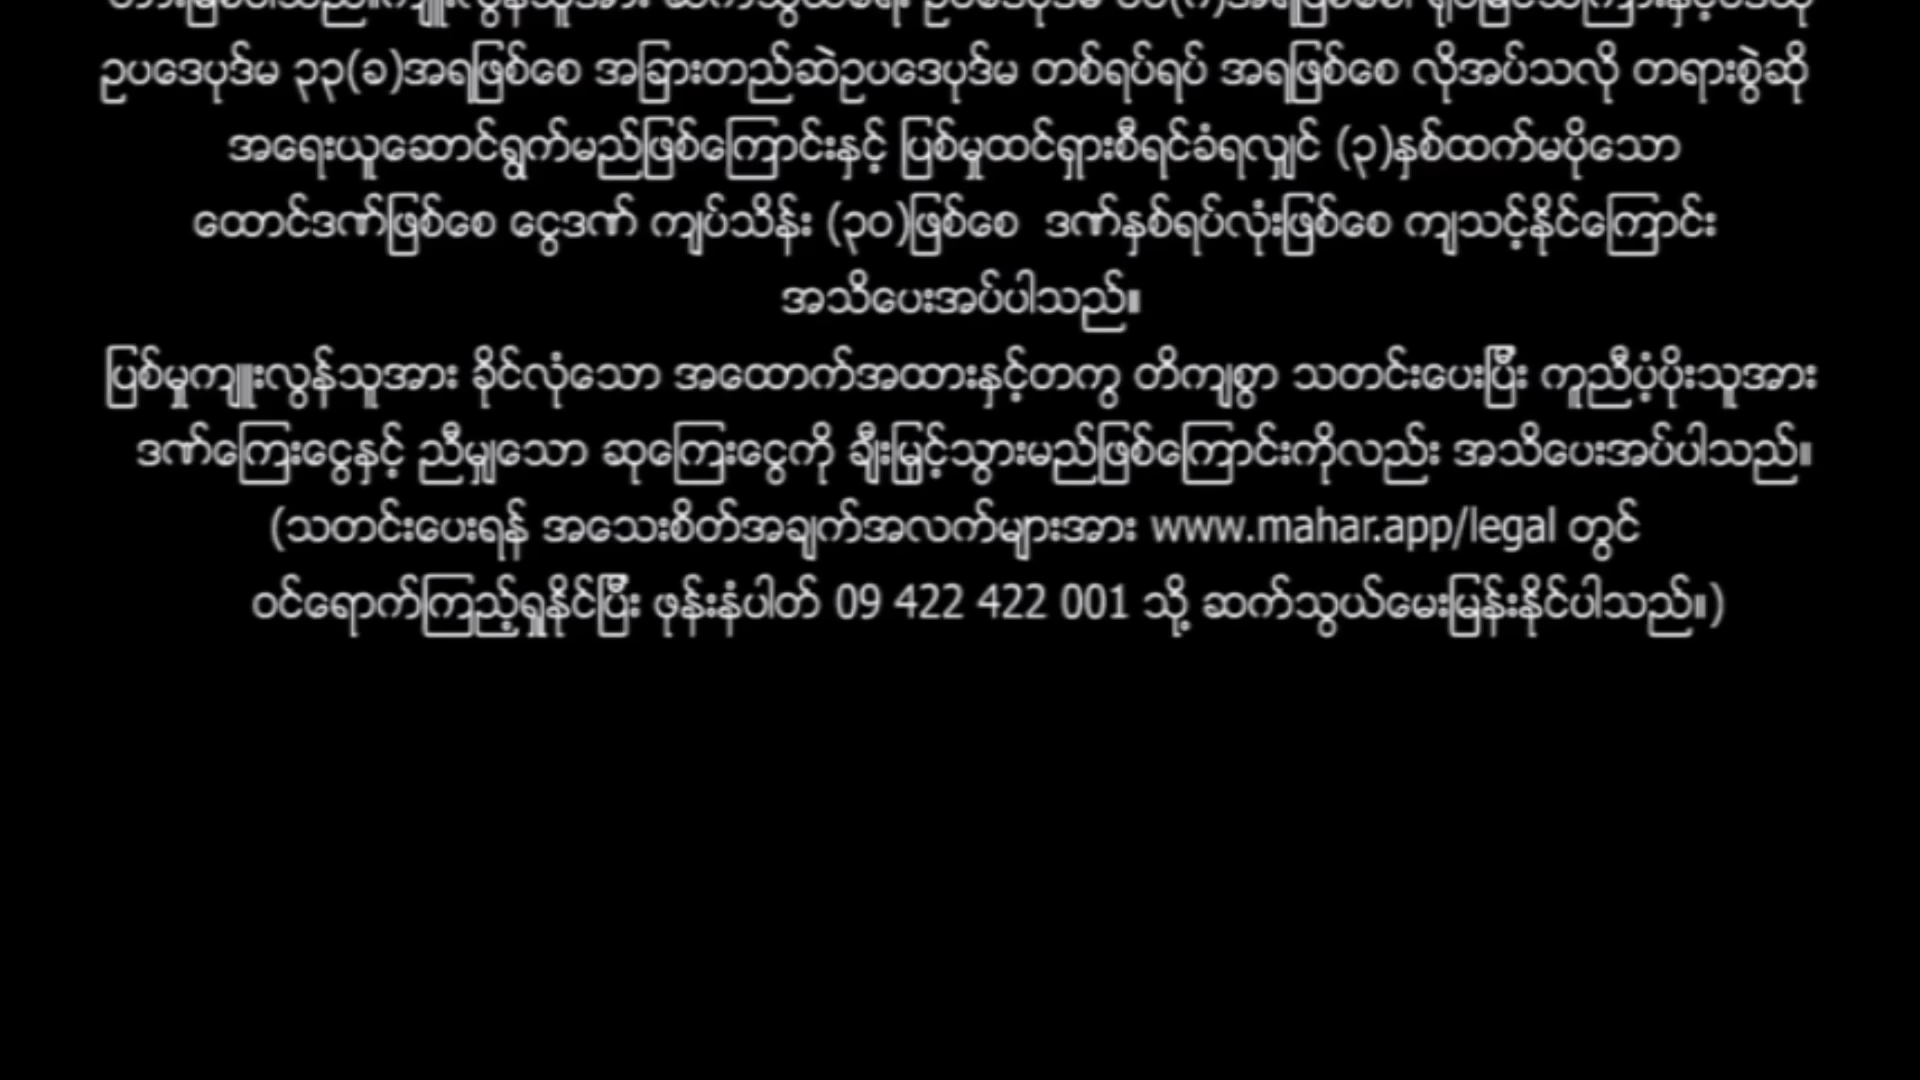 ဥပဒေပုဒ်မ ၃၃(ခ)အရဖြစ်စေ အခြားတည်ဆဲဥပဒေပုဒ်မ တစ်ရပ်ရပ် အရဖြစ်စေ လိုအပ်သလို တရားစွဲဆို
အရေးယူဆောင်ရွက်မည်ဖြစ်ကြောင်းနှင့် ပြစ်မှုထင်ရှားစီရင်ခံရလျှင် (၃)နှစ်ထက်မပိုသော
ထောင်ဒဏ်ဖြစ်စေ ငွေဒဏ် ကျပ်သိန်း (၃၀)ဖြစ်စေ ဒဏ်နှစ်ရပ်လုံးဖြစ်စေ ကျသင့်နိုင်ကြောင်း
အသိပေးအပ်ပါသည်။
ပြစ်မှုကျူးလွန်သူအား ခိုင်လုံသော အထောက်အထားနှင့်တကွ တိကျစွာ သတင်းပေးပြီး ကူညီပံ့ပိုးသူအား
ဒဏ်ကြေးငွေနှင့် ညီမျှသော ဆုကြေးငွေကို ချီးမြှင့်သွားမည်ဖြစ်ကြောင်းကိုလည်း အသိပေးအပ်ပါသည်။
(သတင်းပေးရန် အသေးစိတ်အချက်အလက်များအား www.mahar.app/legal တွင်
ဝင်ရောက်ကြည့်ရှုနိုင်ပြီး ဖုန်းနံပါတ် 09 422 422 001 သို့ ဆက်သွယ်မေးမြန်းနိုင်ပါသည်။)